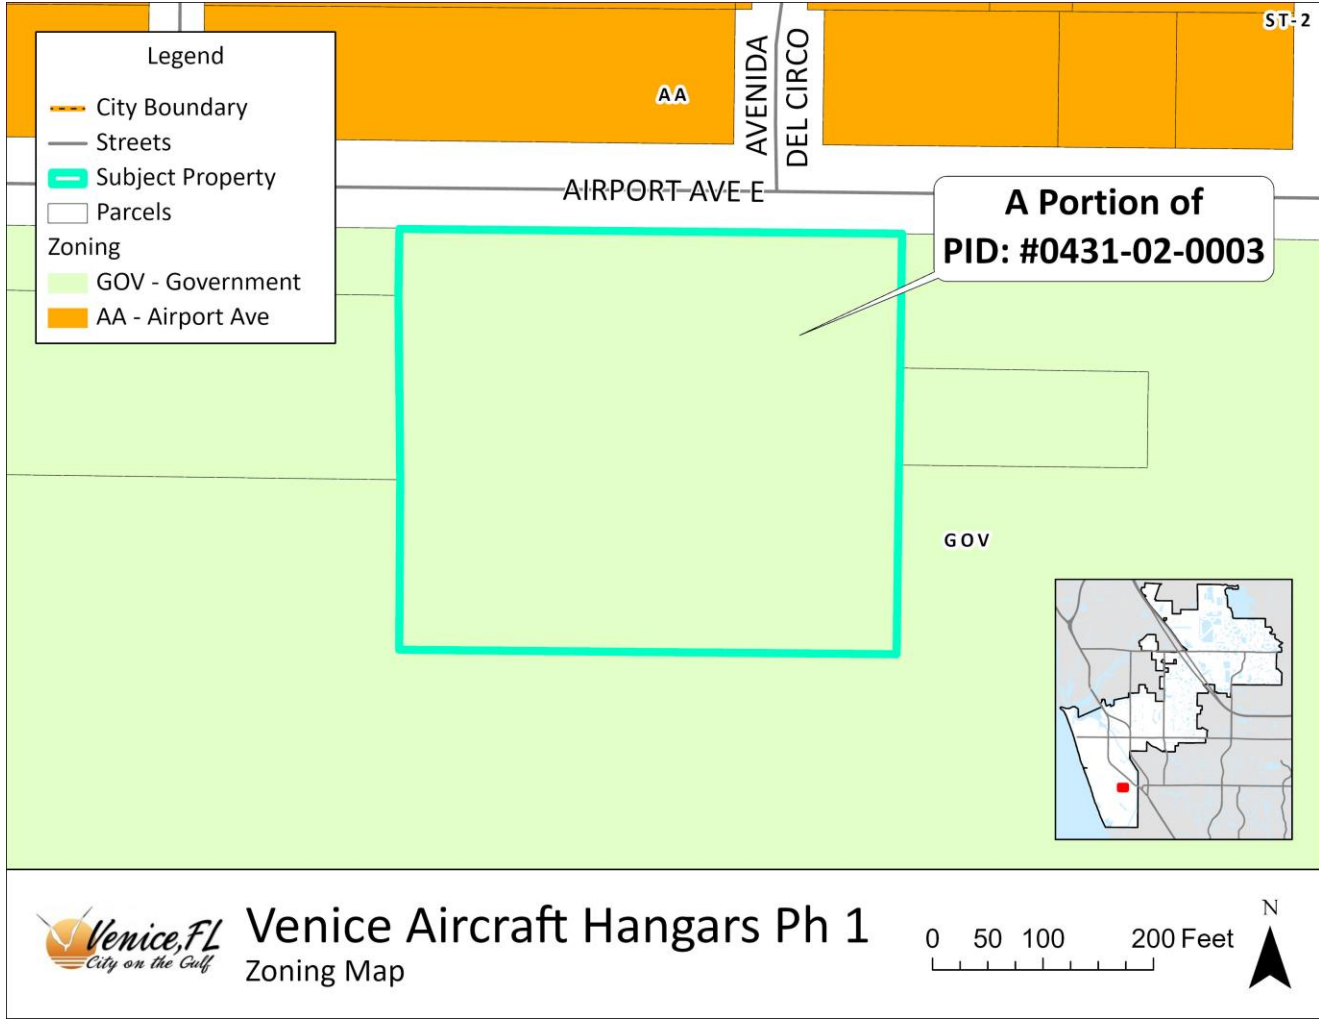 ST-2
AA
AVENIDA
DEL CIRCO
Legend
City Boundary
Streets
Subject Property
Parcels
Zoning
GOV - Government
AA - Airport Ave
AIRPORT AVE E
A Portion of
PID: #0431-02-0003
GOV
Venice, FL
City on the Gulf
Venice Aircraft Hangars Ph 1
Zoning Map
0 50 100 200 Feet
N